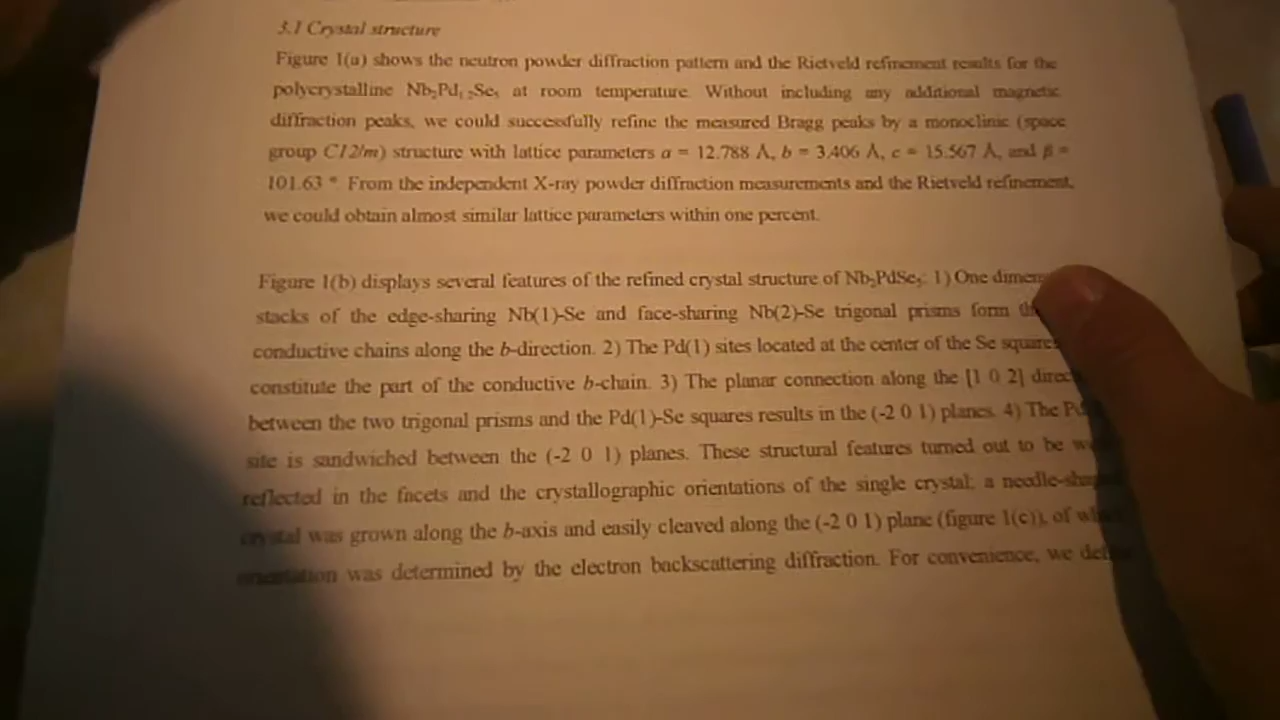 3.1 Crystal structure
Figure 1(a) shows the neutron powder diffraction pattern and the Rietveld refinement results for the
polycrystalline Nb₂Pd₁.₂Se₅ at room temperature. Without including any additional magnetic
diffraction peaks, we could successfully refine the measured Bragg peaks by a monoclinic (space
group C12/m) structure with lattice parameters a = 12.788 Å, b = 3.406 Å, c = 15.567 Å, and β =
101.63 ° From the independent X-ray powder diffraction measurements and the Rietveld refinement,
we could obtain almost similar lattice parameters within one percent.
Figure 1(b) displays several features of the refined crystal structure of Nb₂PdSe₅: 1) One
stacks of the edge-sharing Nb(1)-Se and face-sharing Nb(2)-Se trigonal prisms form
conductive chains along the b-direction. 2) The Pd(1) sites located at the center of the Se squares
constitute the part of the conductive b-chain. 3) The planar connection along the [1 0 2]
between the two trigonal prisms and the Pd(1)-Se squares results in the (-2 0 1) planes. 4) The
site is sandwiched between the (-2 0 1) planes. These structural features turned out to be
reflected in the facets and the crystallographic orientations of the single crystal; a
crystal was grown along the b-axis and easily cleaved along the (-2 0 1) plane (figure 1(c)), of
orientation was determined by the electron backscattering diffraction. For convenience, we